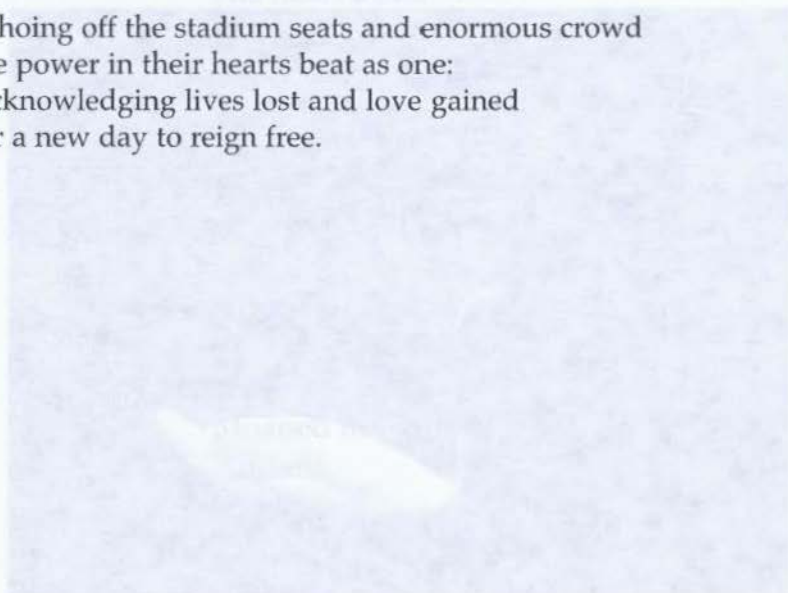 hoing off the stadium seats and enormous crowd
e power in their hearts beat as one:
knowledging lives lost and love gained
a new day to reign free.